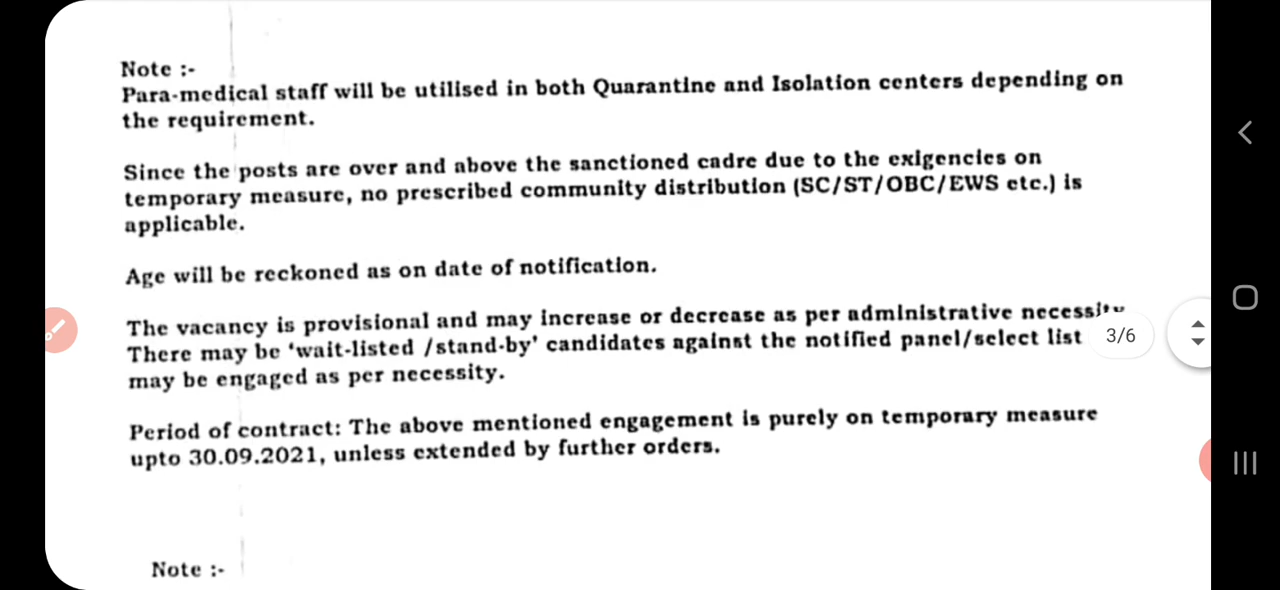 Note :-
Para-medical staff will be utilised in both Quarantine and Isolation centers depending on
the requirement.
Since the posts are over and above the sanctioned cadre due to the exigencies on
temporary measure, no prescribed community distribution (SC/ST/OBC/EWS etc.) is
applicable.
Age will be reckoned as on date of notification.
The vacancy is provisional and may increase or decrease as per administrative necessity
There may be ‘wait-listed /stand-by’ candidates against the notified panel/select list
3/6
may be engaged as per necessity.
Period of contract: The above mentioned engagement is purely on temporary measure
upto 30.09.2021, unless extended by further orders.
Note :-